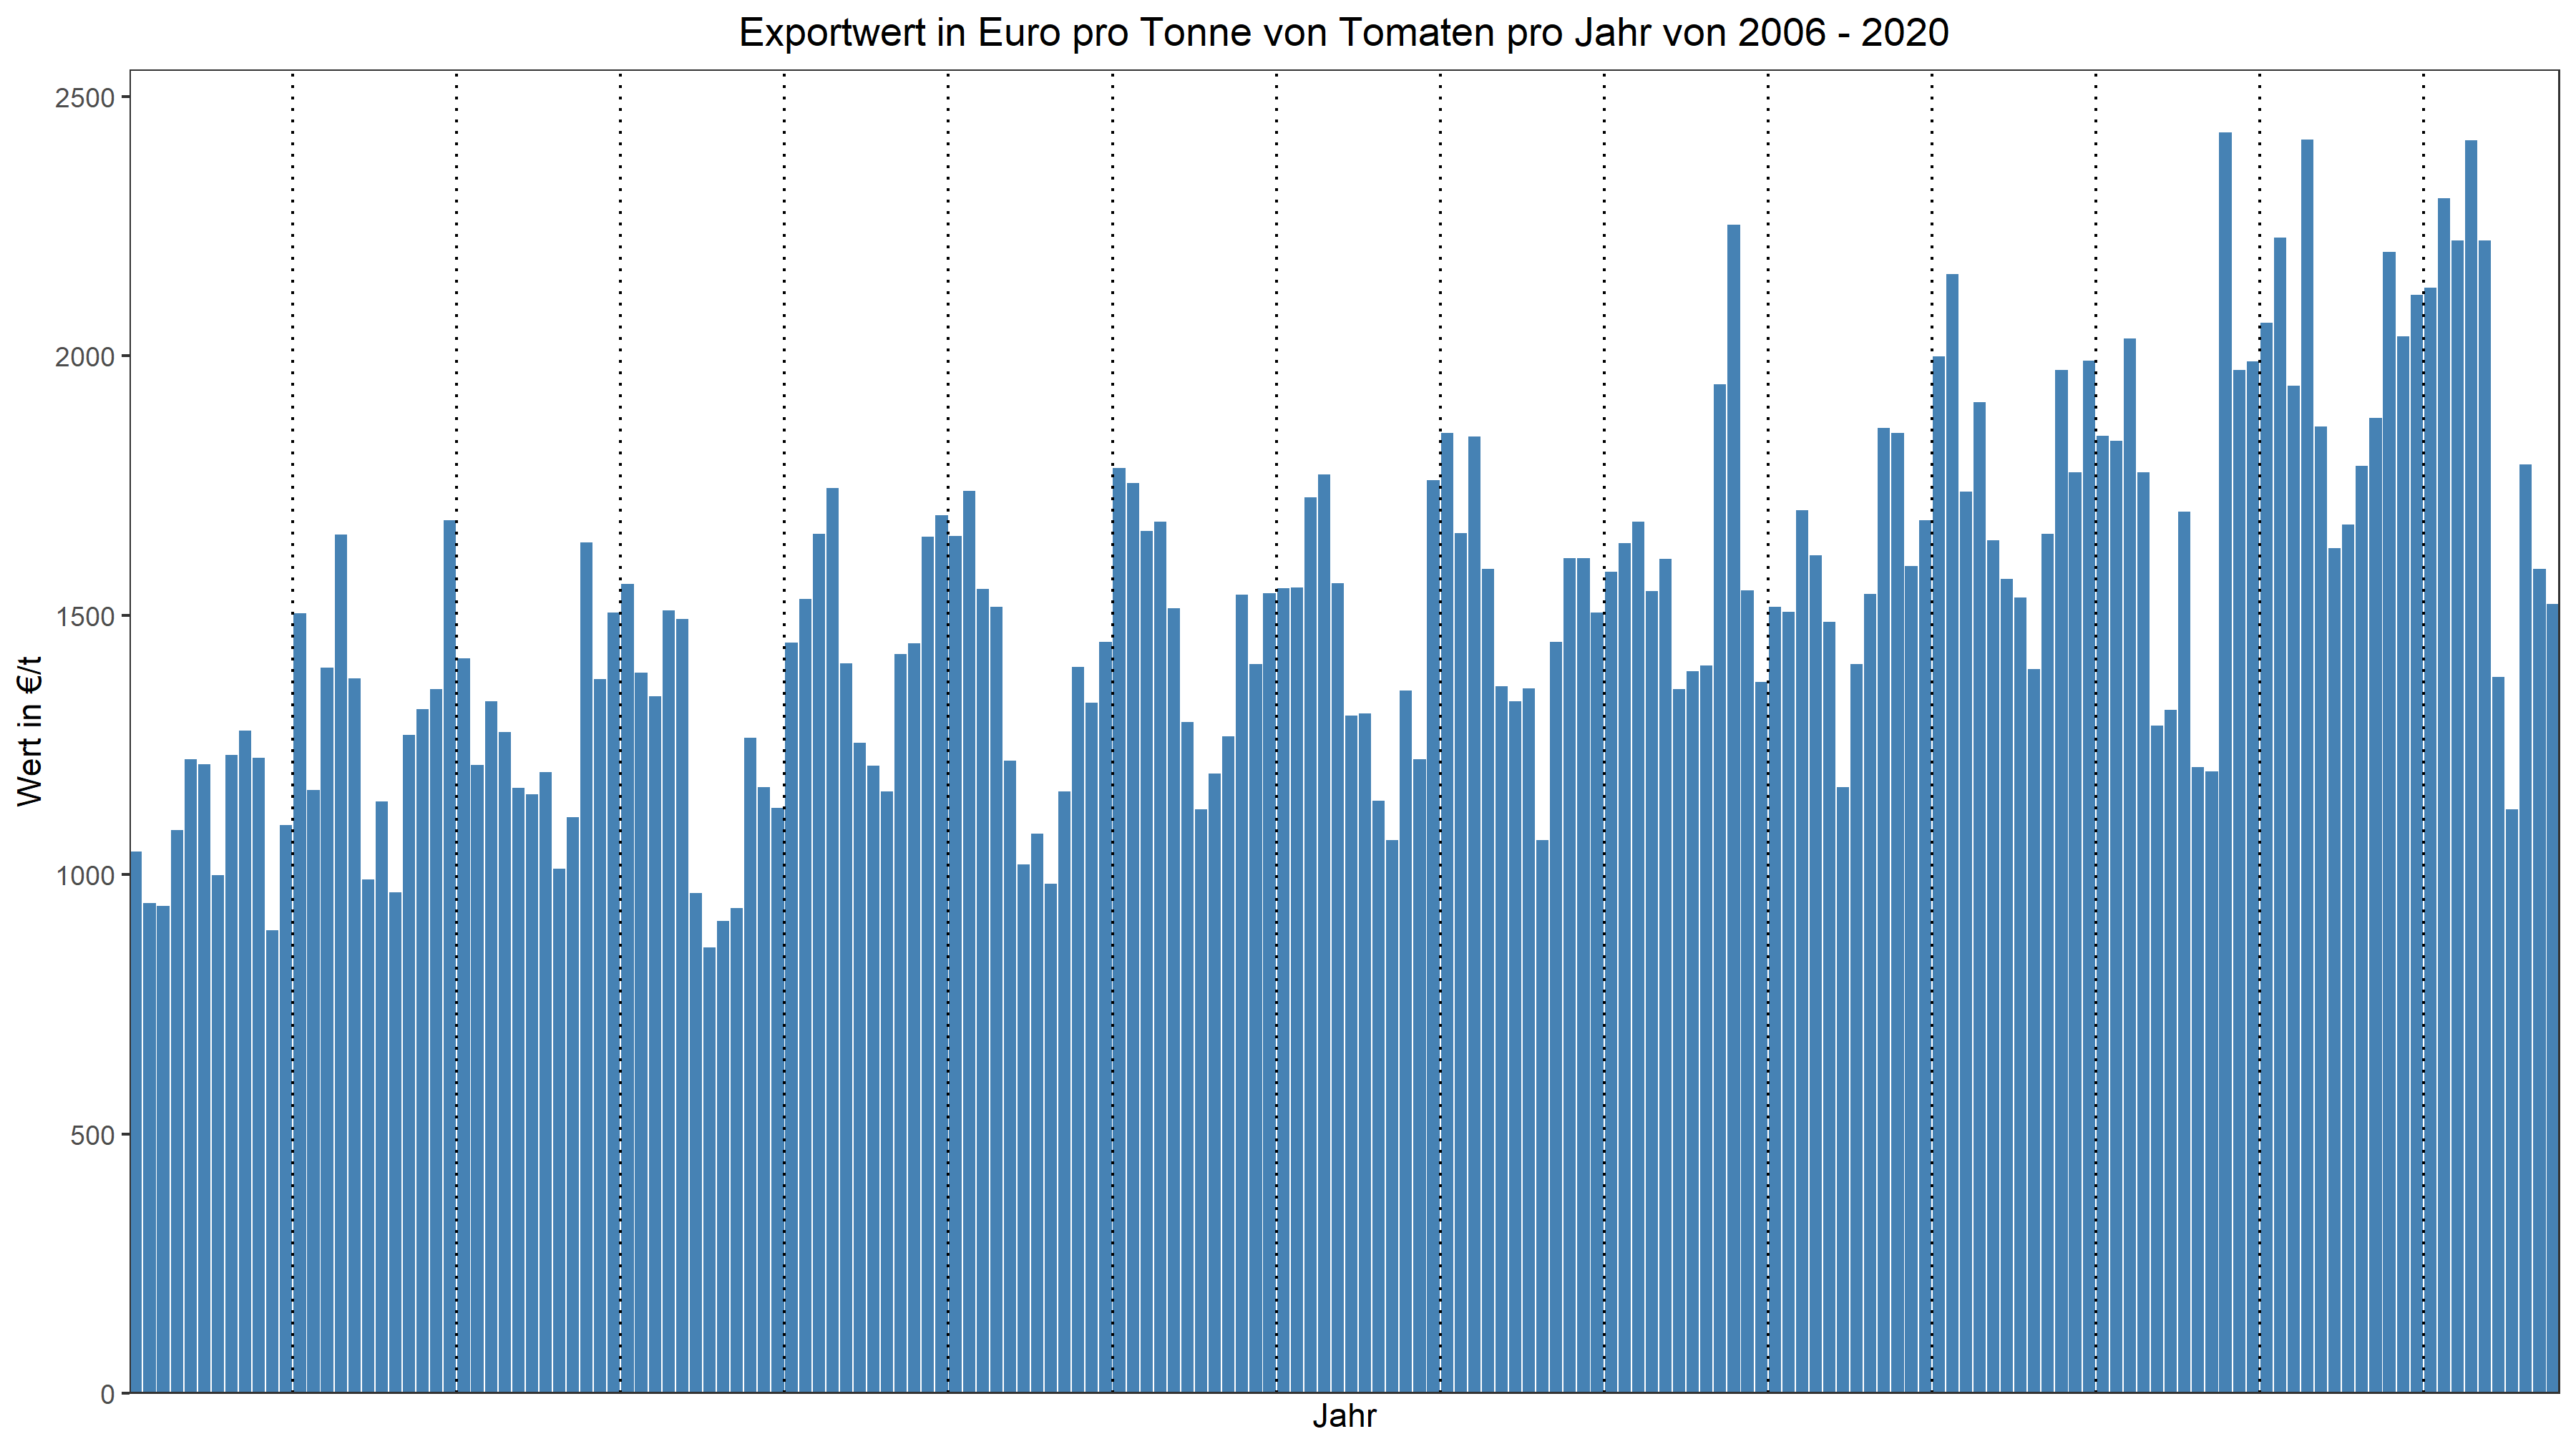 Exportwert in Euro pro Tonne von Tomaten pro Jahr von 2006 - 2020
2500
2000
1500
1000
500
0
Wert in €/t
Jahr